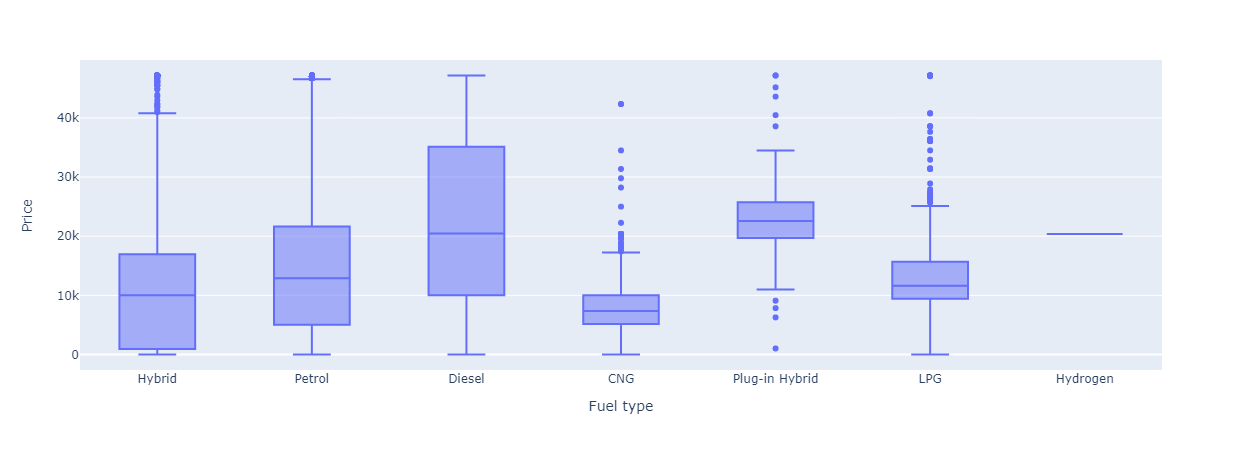 40k
30k
20k
10k
0
Price
Hybrid Petrol Diesel CNG Plug-in Hybrid LPG Hydrogen
Fuel type